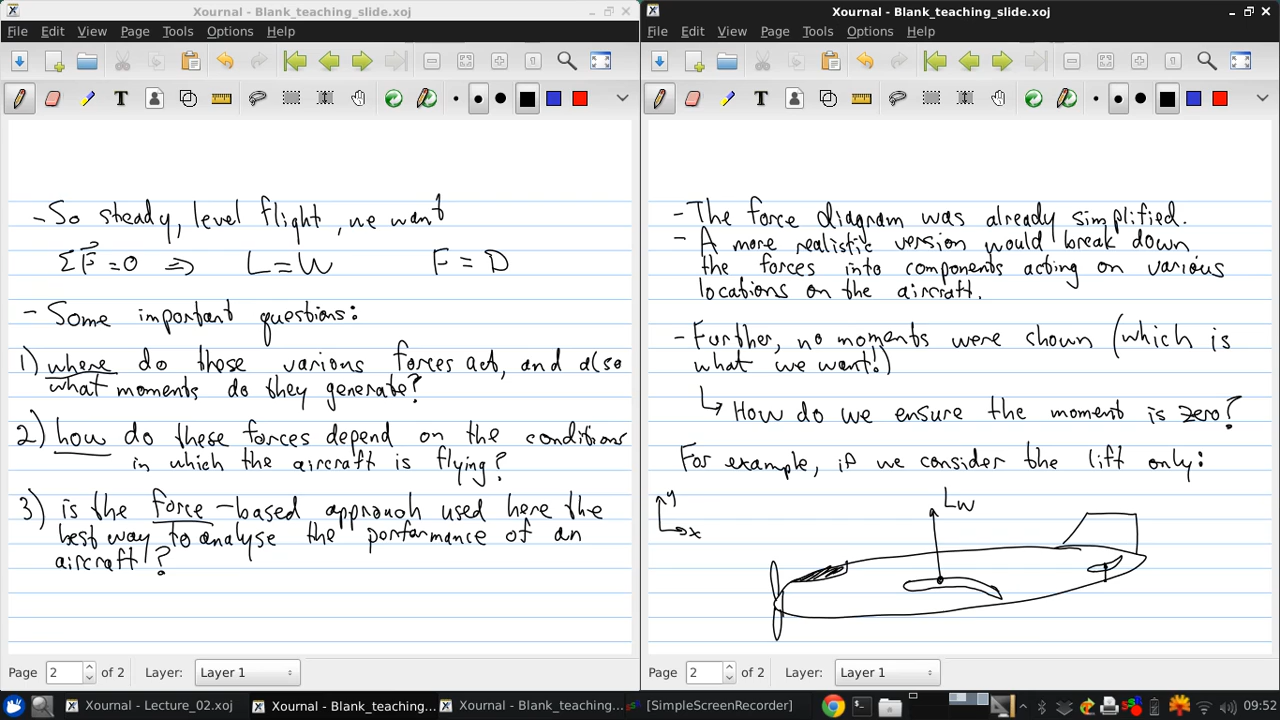 Xournal - Blank_teaching_slide.xoj
File Edit View Page Tools Options Help
- So steady, level flight, we want
ΣF⃗ = 0 ⇒ L = W F = D
- Some important questions:
1) where do those various forces act, and also
what moments do they generate?
2) how do these forces depend on the conditions
in which the aircraft is flying?
3) is the force-based approach used here the
best way to analyse the performance of an
aircraft!?
Page 2 of 2 Layer: Layer 1
Xournal - Blank_teaching_slide.xoj
File Edit View Page Tools Options Help
- The force diagram was already simplified.
- A more realistic version would break down
the forces into components acting on various
locations on the aircraft.
- Further, no moments were shown (which is
what we want!)
↳ How do we ensure the moment is zero?
For example, if we consider the lift only:
y
x
Lw
Page 2 of 2 Layer: Layer 1
Xournal - Lecture_02.xoj Xournal - Blank_teaching... Xournal - Blank_teaching... [SimpleScreenRecorder] 09:52